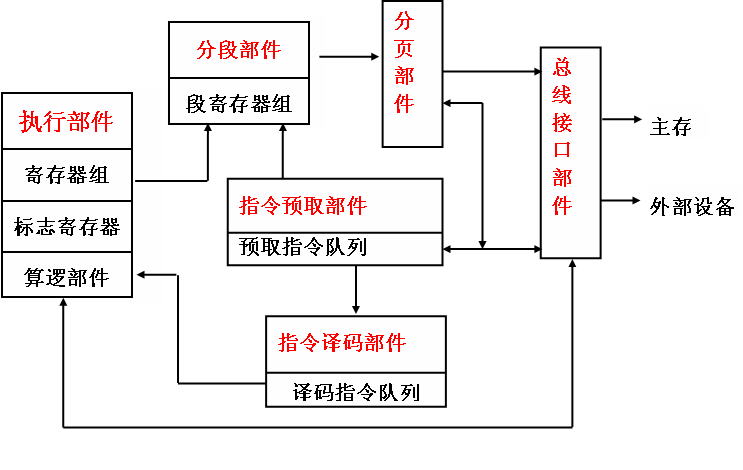 分段部件
段寄存器组
分页部件
总线接口部件
主存
外部设备
执行部件
寄存器组
标志寄存器
算逻部件
指令预取部件
预取指令队列
指令译码部件
译码指令队列